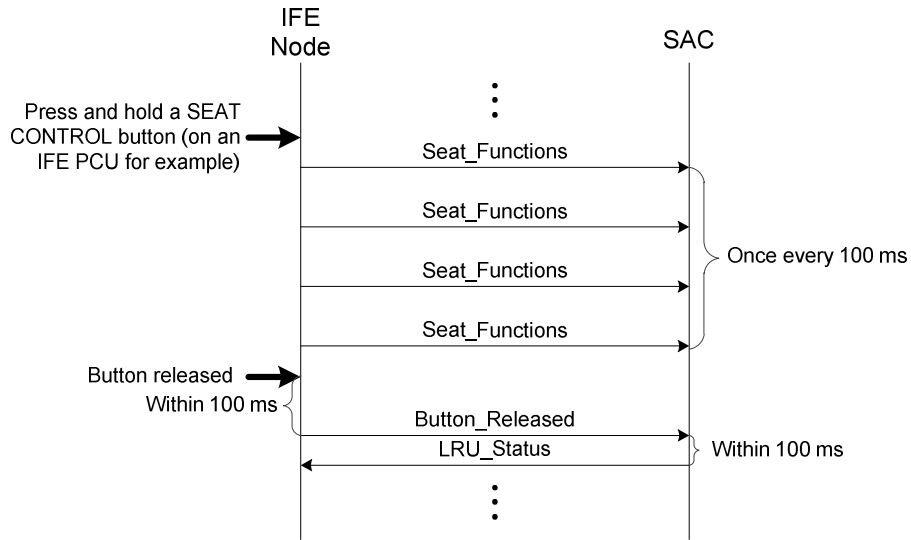 IFE
Node
SAC
Press and hold a SEAT
CONTROL button (on an
IFE PCU for example)
Seat_Functions
Seat_Functions
Seat_Functions
Seat_Functions
Once every 100 ms
Button released
Within 100 ms
Button_Released
LRU_Status
Within 100 ms